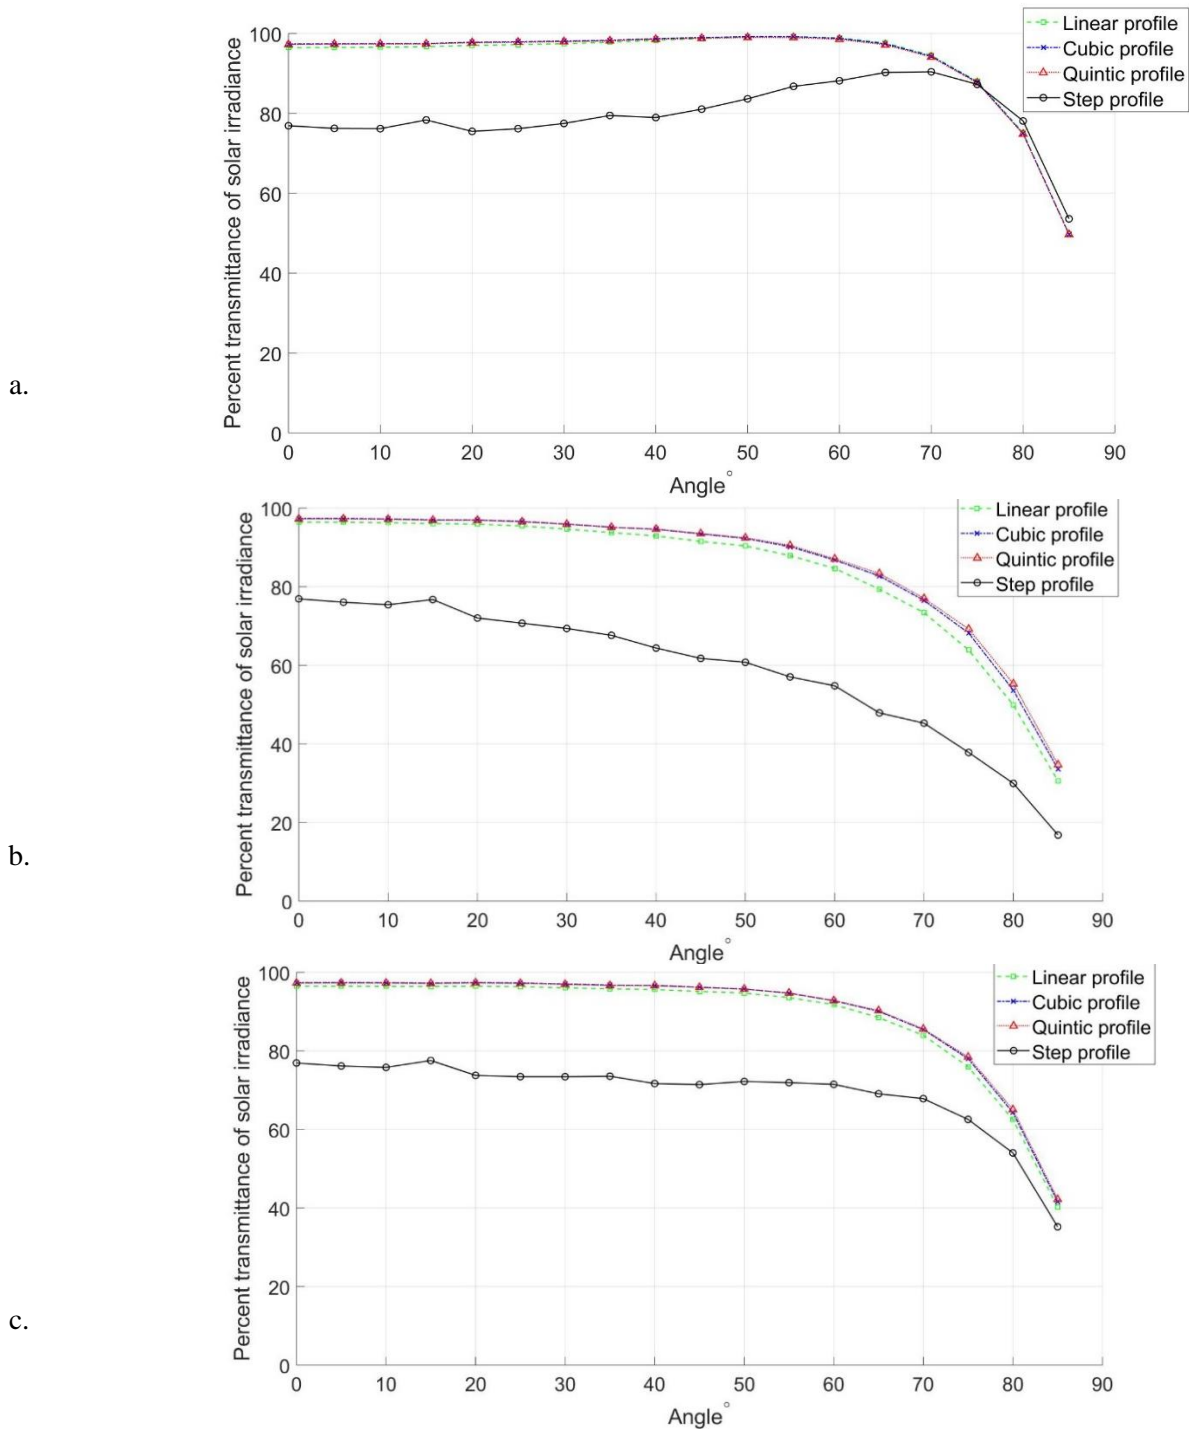 a.
Percent transmittance of solar irradiance
100
80
60
40
20
0
0 10 20 30 40 50 60 70 80 90
Angle°
Linear profile
Cubic profile
Quintic profile
Step profile
b.
Percent transmittance of solar irradiance
100
80
60
40
20
0
0 10 20 30 40 50 60 70 80 90
Angle°
Linear profile
Cubic profile
Quintic profile
Step profile
c.
Percent transmittance of solar irradiance
100
80
60
40
20
0
0 10 20 30 40 50 60 70 80 90
Angle°
Linear profile
Cubic profile
Quintic profile
Step profile